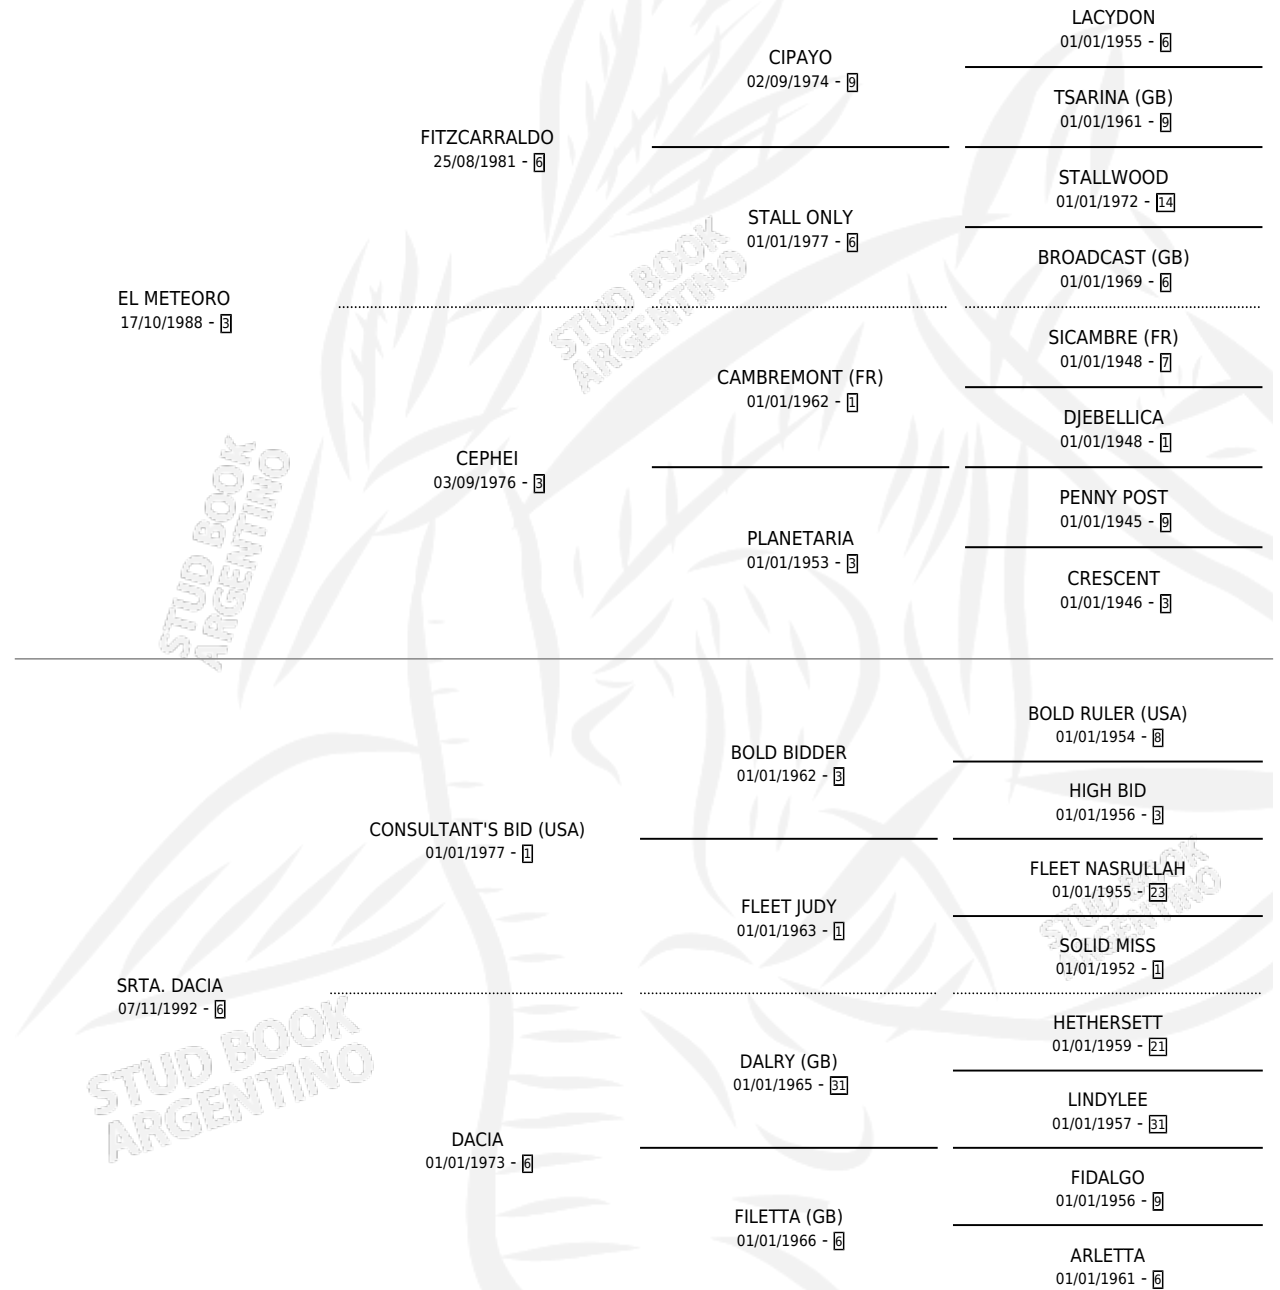 LACYDON
01/01/1955 - 6
CIPAYO
02/09/1974 - 9
TSARINA (GB)
01/01/1961 - 9
FITZCARRALDO
25/08/1981 - 6
STALLWOOD
01/01/1972 - 14
STALL ONLY
01/01/1977 - 6
BROADCAST (GB)
01/01/1969 - 6
EL METEORO
17/10/1988 - 3
STUD BOOK
ARGENTINO
SICAMBRE (FR)
01/01/1948 - 7
CAMBREMONT (FR)
01/01/1962 - 1
DJEBELLICA
01/01/1948 - 1
CEPHEI
03/09/1976 - 3
PENNY POST
01/01/1945 - 9
PLANETARIA
01/01/1953 - 3
CRESCENT
01/01/1946 - 3
STUD BOOK
ARGENTINO
BOLD RULER (USA)
01/01/1954 - 8
BOLD BIDDER
01/01/1962 - 3
HIGH BID
01/01/1956 - 3
CONSULTANT'S BID (USA)
01/01/1977 - 1
FLEET NASRULLAH
01/01/1955 - 23
FLEET JUDY
01/01/1963 - 1
STUD BOOK
ARGENTINO
SOLID MISS
01/01/1952 - 1
SRTA. DACIA
07/11/1992 - 6
HETHERSETT
01/01/1959 - 21
DALRY (GB)
01/01/1965 - 31
LINDYLEE
01/01/1957 - 31
STUD BOOK
ARGENTINO
DACIA
01/01/1973 - 6
FIDALGO
01/01/1956 - 9
FILETTA (GB)
01/01/1966 - 6
ARLETTA
01/01/1961 - 6